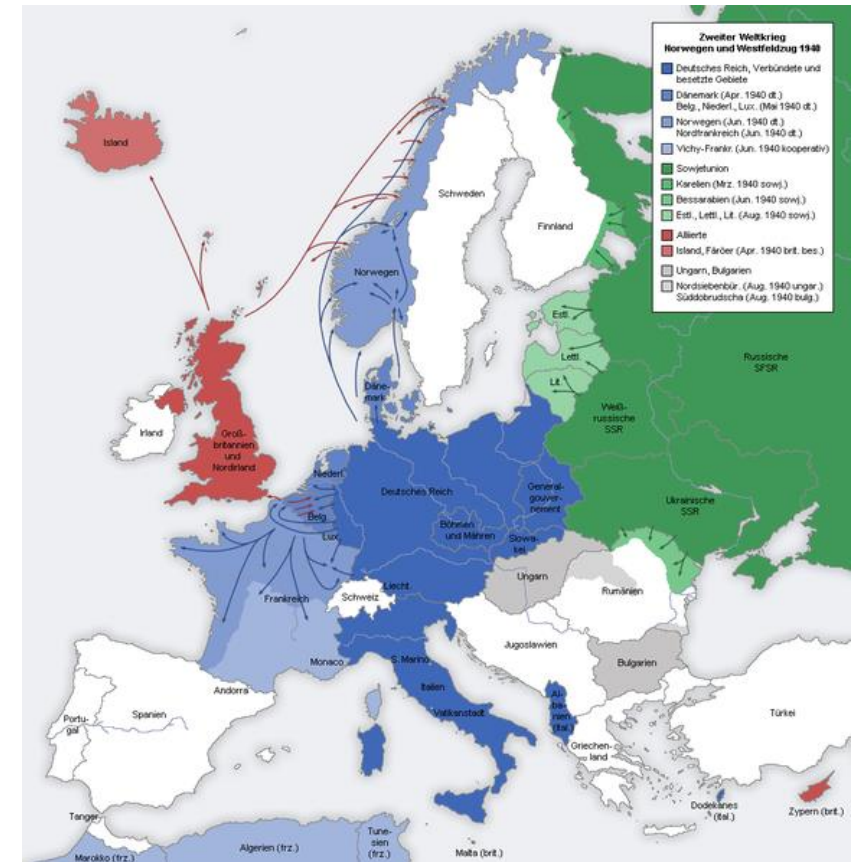 Zweiter Weltkrieg
Norwegen und Westfeldzug 1940
Deutsches Reich, Verbündete und
besetzte Gebiete
Dänemark (Apr. 1940 dt.)
Belg., Niederl., Lux. (Mai 1940 dt.)
Norwegen (Jun. 1940 dt.)
Nordfrankreich (Jun. 1940 dt.)
Vichy-Frankr. (Jun. 1940 kooperativ)
Sowjetunion
Karelien (Mrz. 1940 sowj.)
Bessarabien (Jun. 1940 sowj.)
Estl., Lettl., Lit. (Aug. 1940 sowj.)
Alliierte
Island, Färöer (Apr. 1940 brit. bes.)
Ungarn, Bulgarien
Nordsiebenbür. (Aug. 1940 ungar.)
Süddobrudscha (Aug. 1940 bulg.)
Island
Schweden
Finnland
Norwegen
Estl.
Lettl.
Lit.
Russische
SFSR
Däne-
mark
Weiß-
russische
SSR
Irland
Groß-
britannien
und
Nordirland
Niederl.
Deutsches Reich
General-
gouver-
nement
Belg.
Böhmen
und Mähren
Ukrainische
SSR
Lux.
Slowa-
kei
Liecht.
Ungarn
Frankreich
Schweiz
Rumänien
Jugoslawien
Monaco
S. Marino
Bulgarien
Andorra
Italien
Spanien
Portu-
gal
Vatikanstadt
Al-
ba-
nien
(ital.)
Türkei
Griechen-
land
Tanger
Dodekanes
(ital.)
Zypern (brit.)
Marokko (frz.)
Algerien (frz.)
Tune-
sien
(frz.)
Malta (brit.)